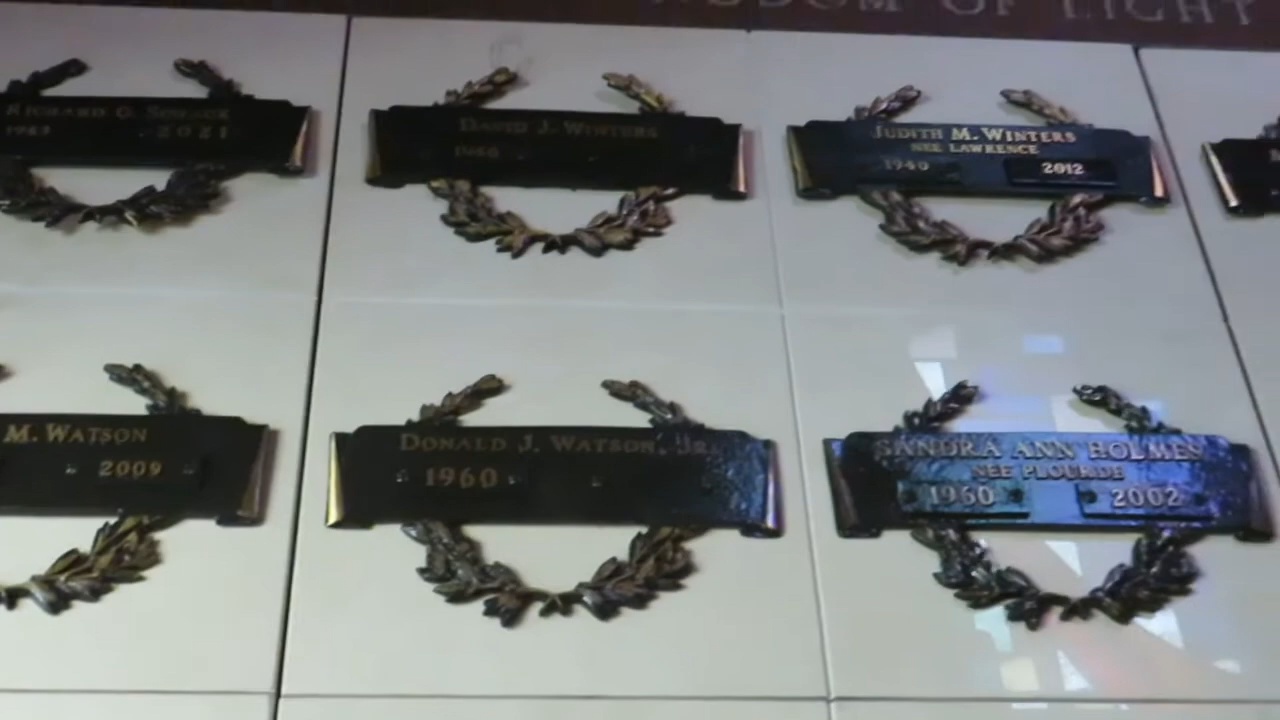 OF LIGHT
RICHARD G.
2021
DAVID J. WINTERS
JUDITH M. WINTERS
NEE LAWRENCE
1940 2012
M. WATSON
2009
DONALD J. WATSON, JR
1960
SANDRA ANN HOLMES
NEE PLOURDE
1960 2002